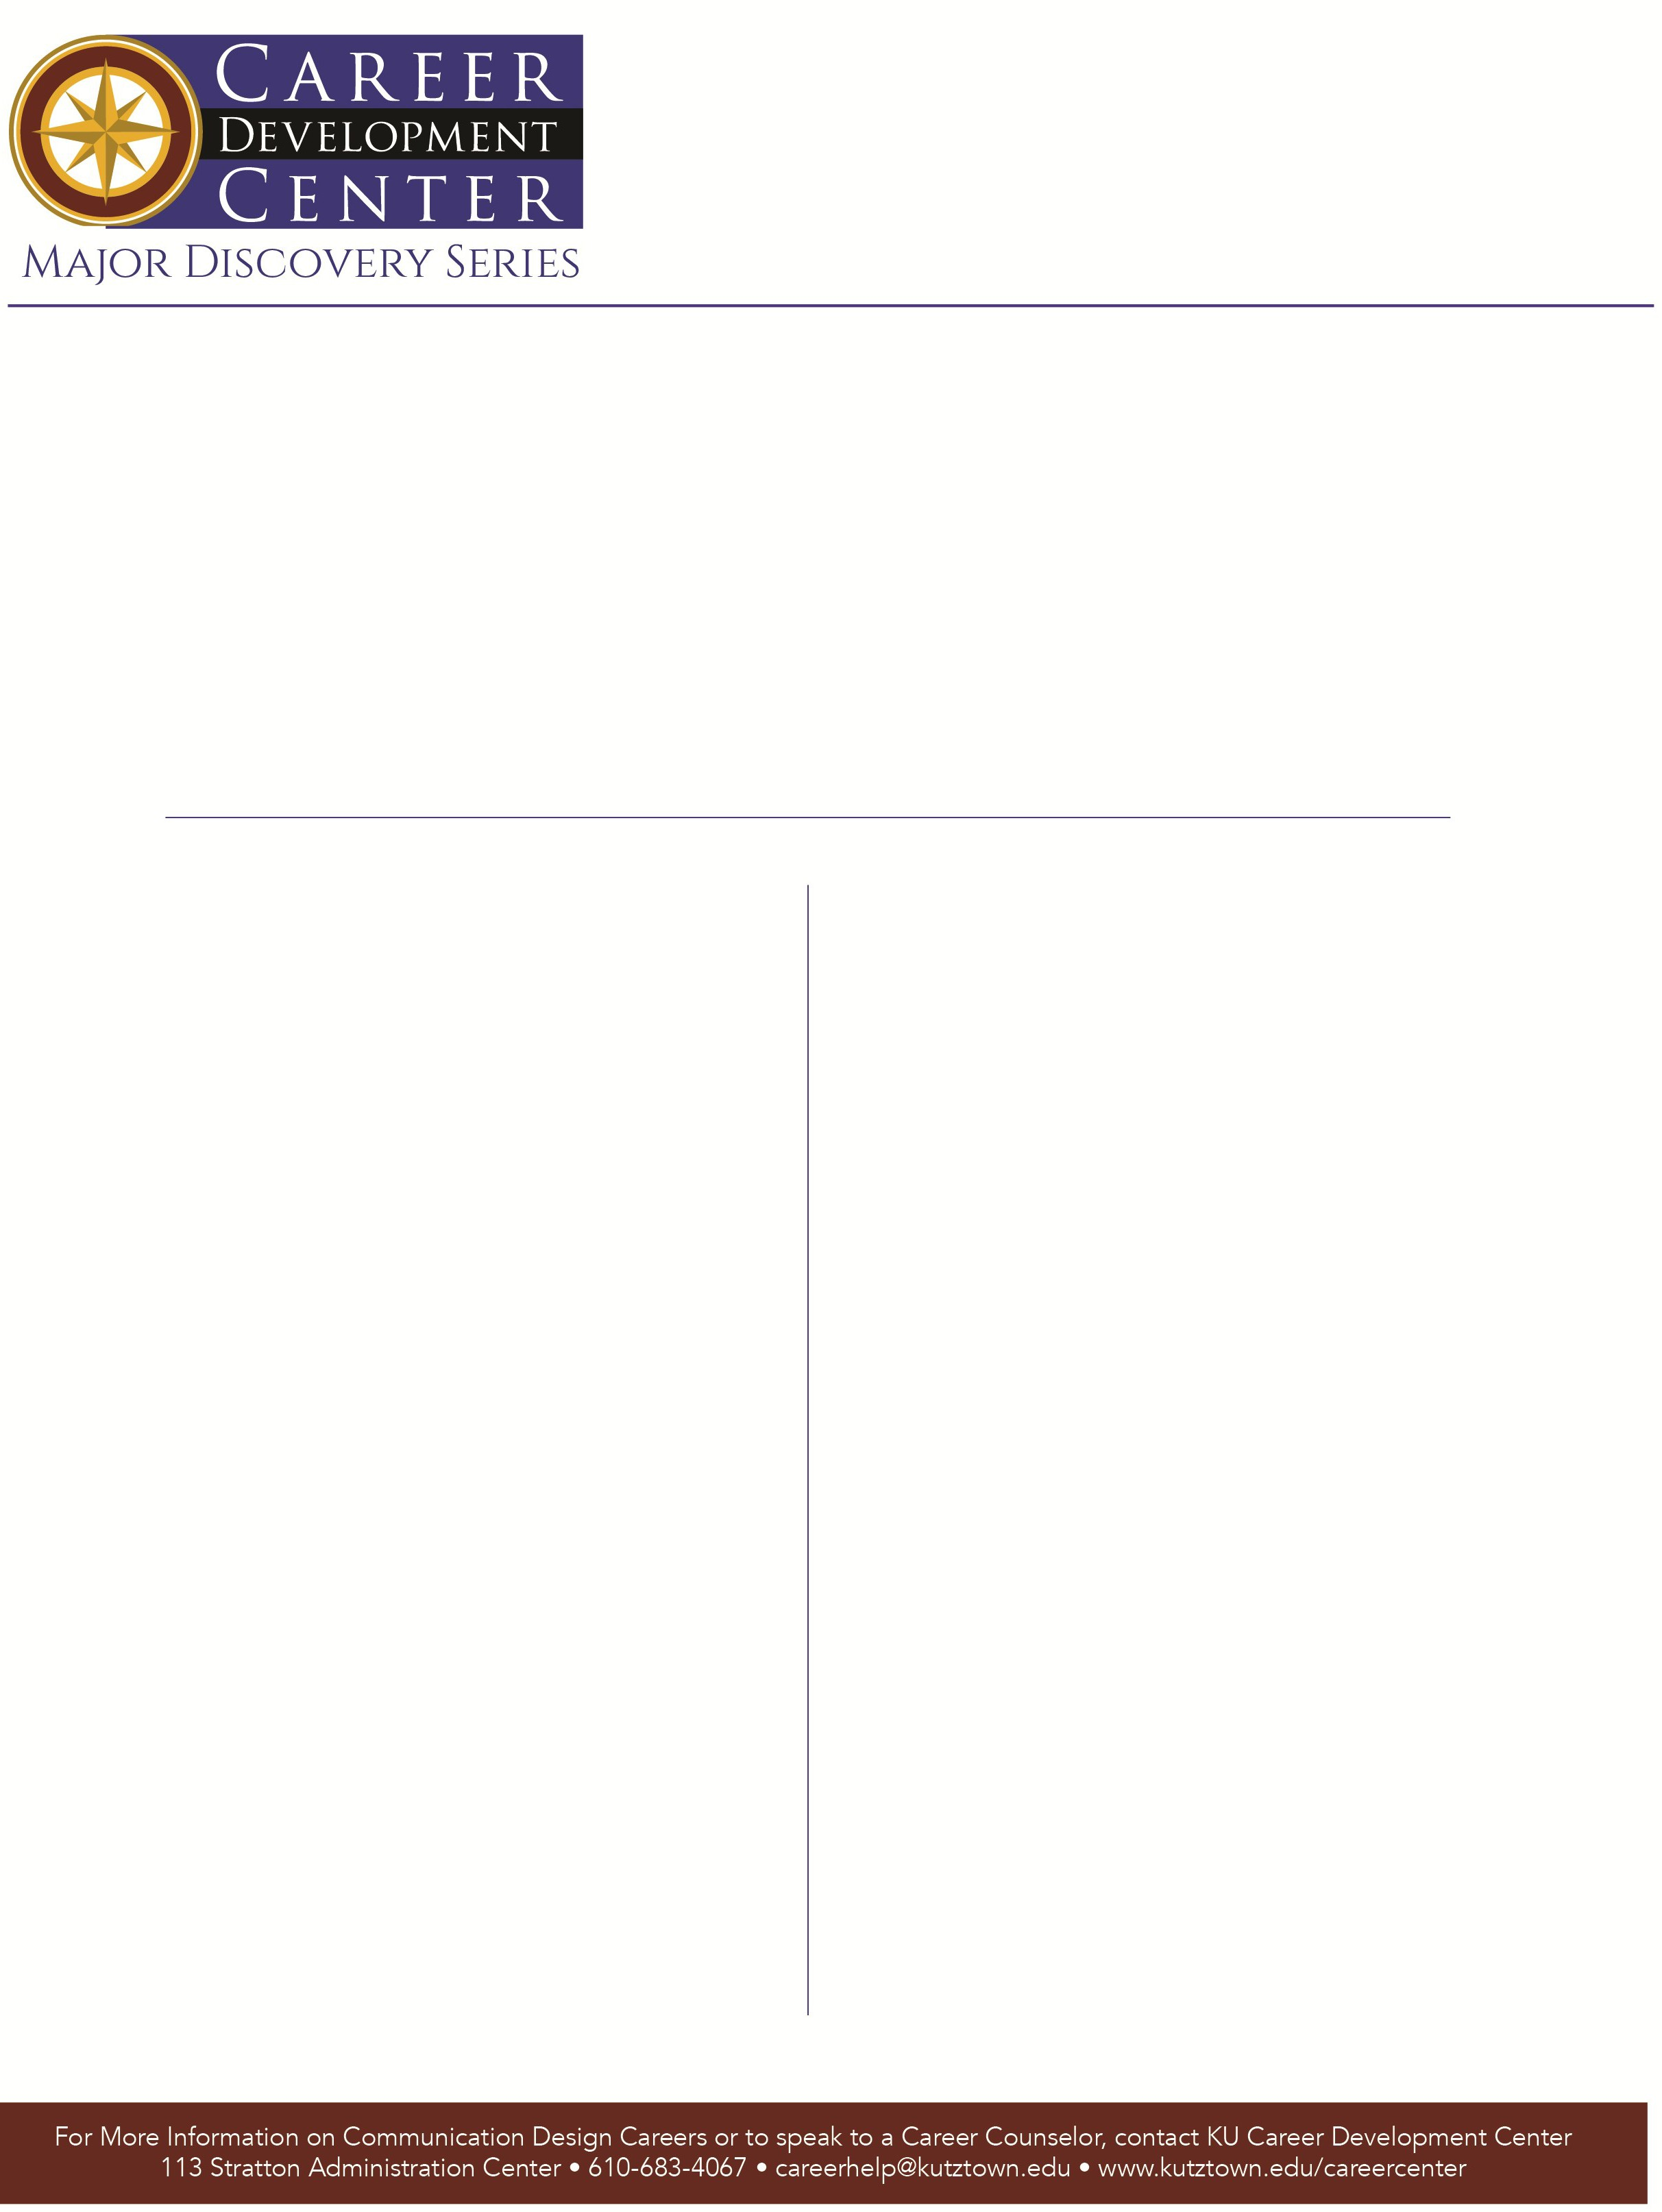 CAREER
DEVELOPMENT
CENTER
MAJOR DISCOVERY SERIES
For More Information on Communication Design Careers or to speak to a Career Counselor, contact KU Career Development Center
113 Stratton Administration Center • 610-683-4067 • careerhelp@kutztown.edu • www.kutztown.edu/careercenter